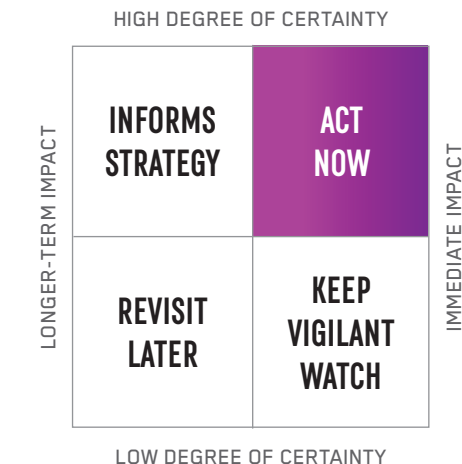 HIGH DEGREE OF CERTAINTY
LONGER-TERM IMPACT
INFORMS
STRATEGY
ACT
NOW
IMMEDIATE IMPACT
REVISIT
LATER
KEEP
VIGILANT
WATCH
LOW DEGREE OF CERTAINTY